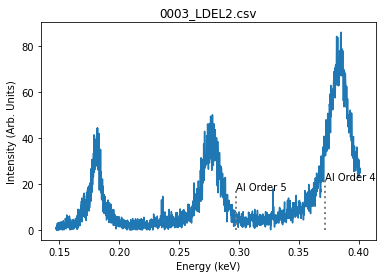 0003_LDEL2.csv
Intensity (Arb. Units)
80
60
40
20
0
Al Order 5
Al Order 4
0.15 0.20 0.25 0.30 0.35 0.40
Energy (keV)